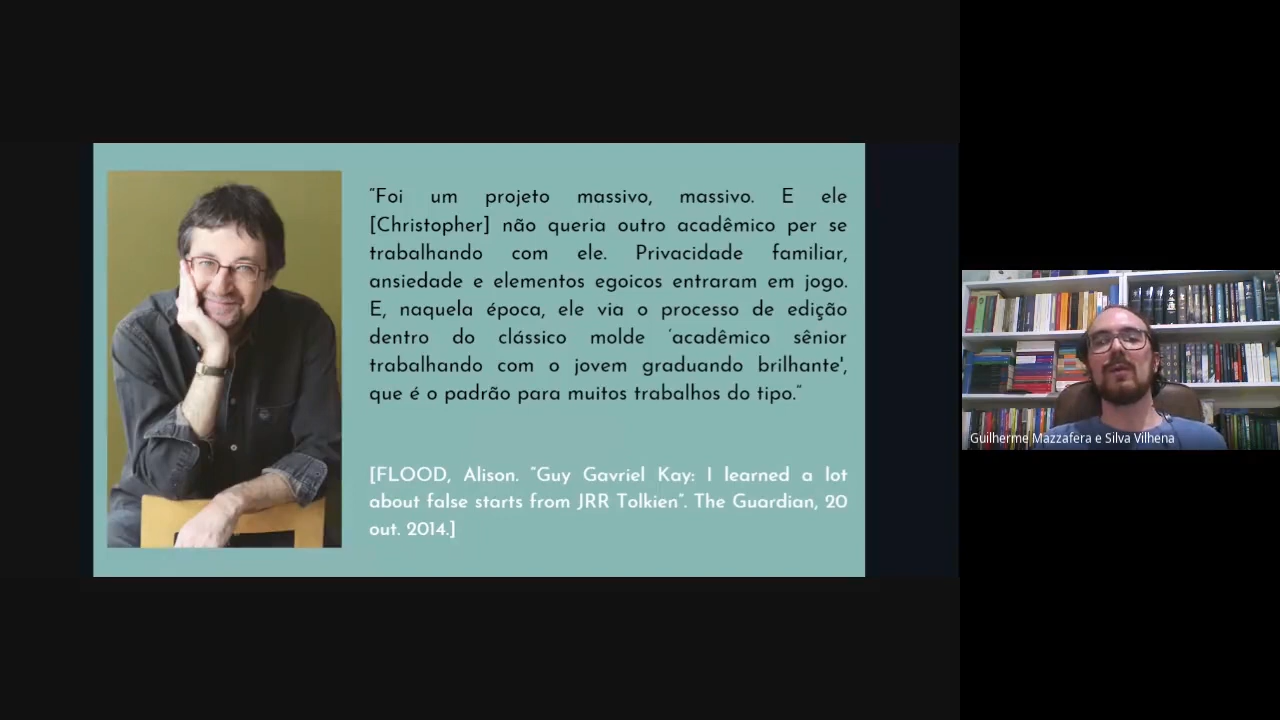 “Foi um projeto massivo, massivo. E ele
[Christopher] não queria outro acadêmico per se
trabalhando com ele. Privacidade familiar,
ansiedade e elementos egoicos entraram em jogo.
E, naquela época, ele via o processo de edição
dentro do clássico molde ‘acadêmico sênior
trabalhando com o jovem graduando brilhante',
que é o padrão para muitos trabalhos do tipo.”
[FLOOD, Alison. “Guy Gavriel Kay: I learned a lot
about false starts from JRR Tolkien”. The Guardian, 20
out. 2014.]
Guilherme Mazzafera e Silva Vilhena